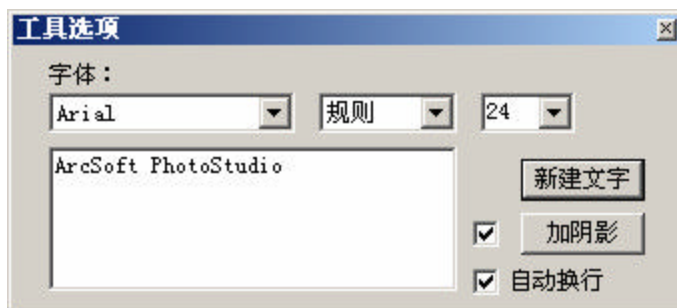 工具选项
字体：
Arial 规则 24
ArcSoft PhotoStudio
新建文字
加阴影
自动换行